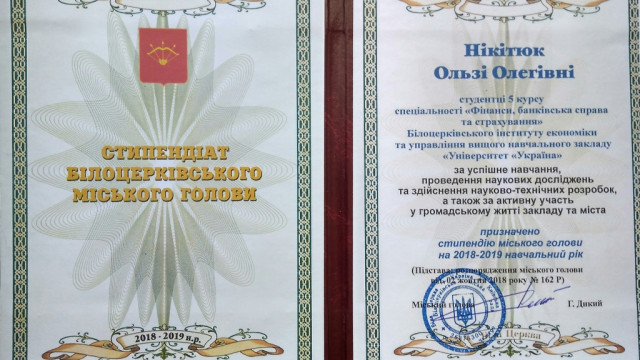 СТИПЕНДІАТ
БІЛОЦЕРКІВСЬКОГО
МІСЬКОГО ГОЛОВИ
2018 - 2019 н.р.
Нікітюк
Ользі Олегівні
студентці 5 курсу
спеціальності «Фінанси, банківська справа
та страхування»
Білоцерківського інституту економіки
та управління вищого навчального закладу
«Університет «Україна»
за успішне навчання,
проведення наукових досліджень
та здійснення науково-технічних розробок,
а також за активну участь
у громадському житті закладу та міста
призначено
стипендію міського голови
на 2018-2019 навчальний рік
(Підстава: розпорядження міського голови
від 02 жовтня 2018 року № 162 Р)
Міський голова Г. Дикий
Церква